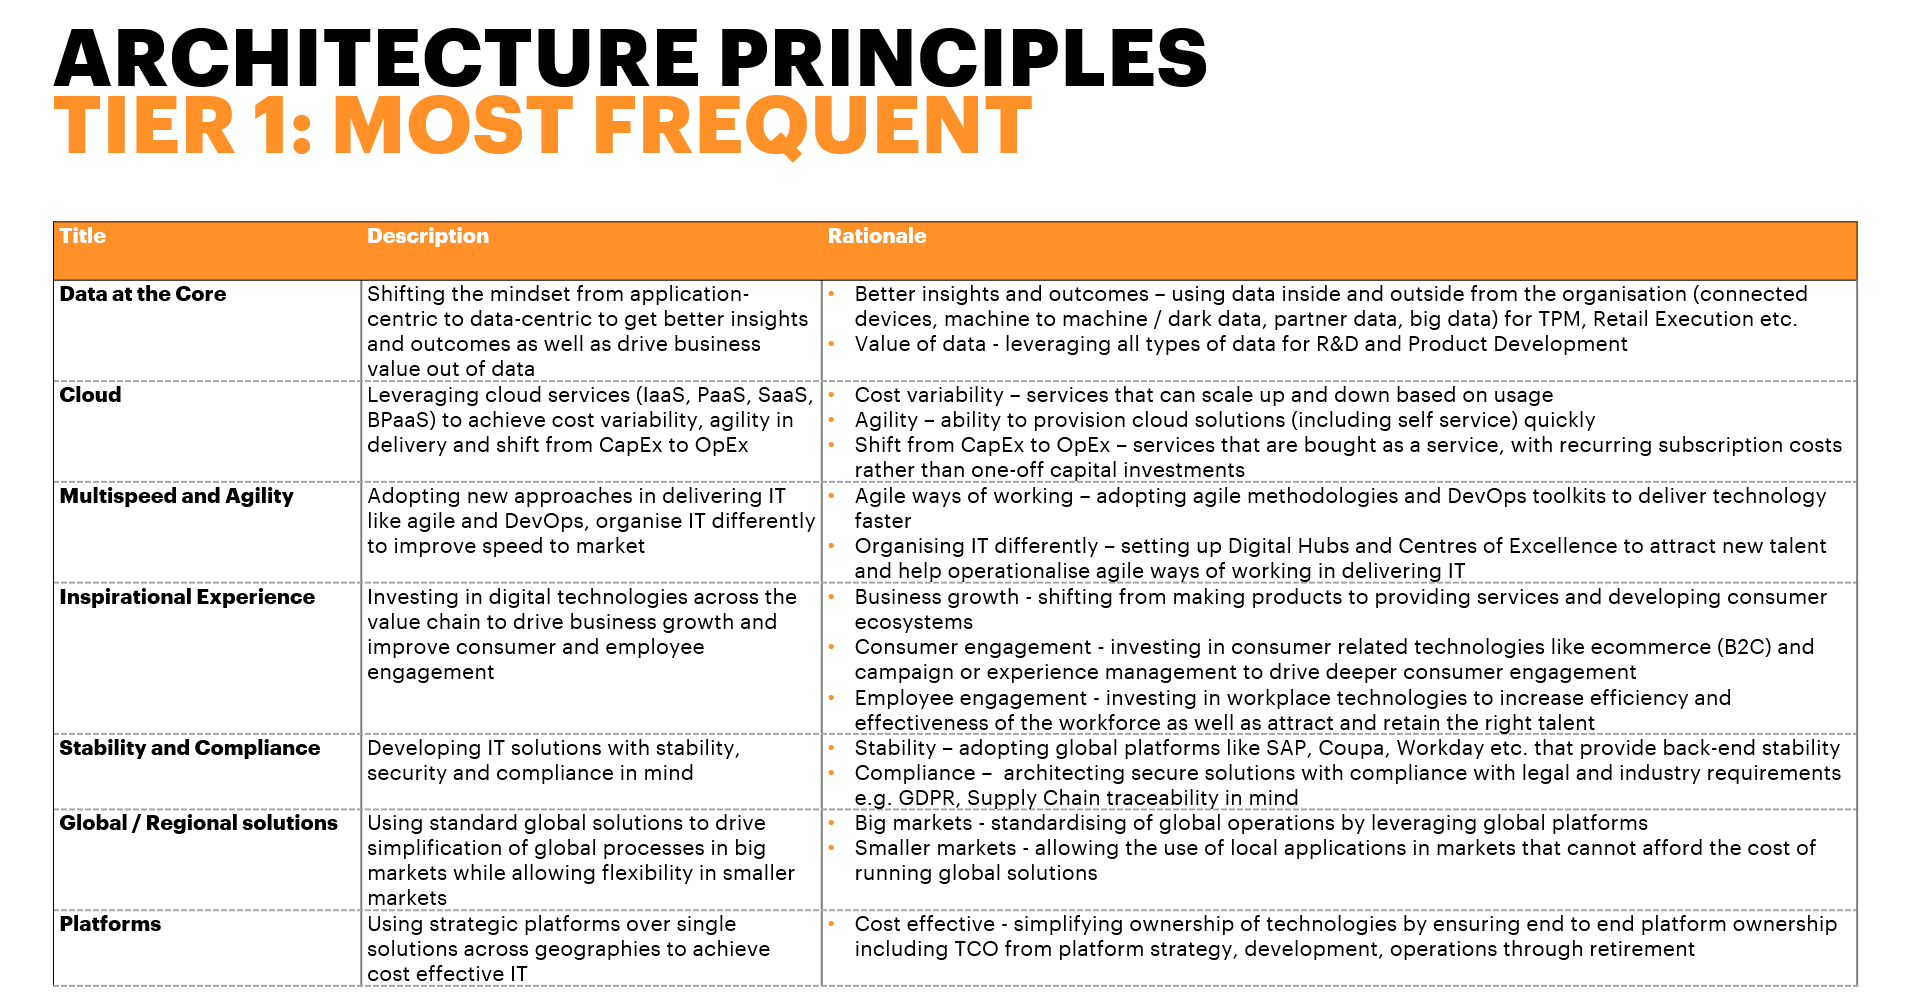 ARCHITECTURE PRINCIPLES
TIER 1: MOST FREQUENT
Title
Description
Rationale
Data at the Core
Shifting the mindset from application-
centric to data-centric to get better insights
and outcomes as well as drive business
value out of data
• Better insights and outcomes – using data inside and outside from the organisation (connected
devices, machine to machine / dark data, partner data, big data) for TPM, Retail Execution etc.
• Value of data - leveraging all types of data for R&D and Product Development
Cloud
Leveraging cloud services (IaaS, PaaS, SaaS,
BPaaS) to achieve cost variability, agility in
delivery and shift from CapEx to OpEx
• Cost variability – services that can scale up and down based on usage
• Agility – ability to provision cloud solutions (including self service) quickly
• Shift from CapEx to OpEx – services that are bought as a service, with recurring subscription costs
rather than one-off capital investments
Multispeed and Agility
Adopting new approaches in delivering IT
like agile and DevOps, organise IT differently
to improve speed to market
• Agile ways of working – adopting agile methodologies and DevOps toolkits to deliver technology
faster
• Organising IT differently – setting up Digital Hubs and Centres of Excellence to attract new talent
and help operationalise agile ways of working in delivering IT
Inspirational Experience
Investing in digital technologies across the
value chain to drive business growth and
improve consumer and employee
engagement
• Business growth - shifting from making products to providing services and developing consumer
ecosystems
• Consumer engagement - investing in consumer related technologies like ecommerce (B2C) and
campaign or experience management to drive deeper consumer engagement
• Employee engagement - investing in workplace technologies to increase efficiency and
effectiveness of the workforce as well as attract and retain the right talent
Stability and Compliance
Developing IT solutions with stability,
security and compliance in mind
• Stability – adopting global platforms like SAP, Coupa, Workday etc. that provide back-end stability
• Compliance –  architecting secure solutions with compliance with legal and industry requirements
e.g. GDPR, Supply Chain traceability in mind
Global / Regional solutions
Using standard global solutions to drive
simplification of global processes in big
markets while allowing flexibility in smaller
markets
• Big markets - standardising of global operations by leveraging global platforms
• Smaller markets - allowing the use of local applications in markets that cannot afford the cost of
running global solutions
Platforms
Using strategic platforms over single
solutions across geographies to achieve
cost effective IT
• Cost effective - simplifying ownership of technologies by ensuring end to end platform ownership
including TCO from platform strategy, development, operations through retirement